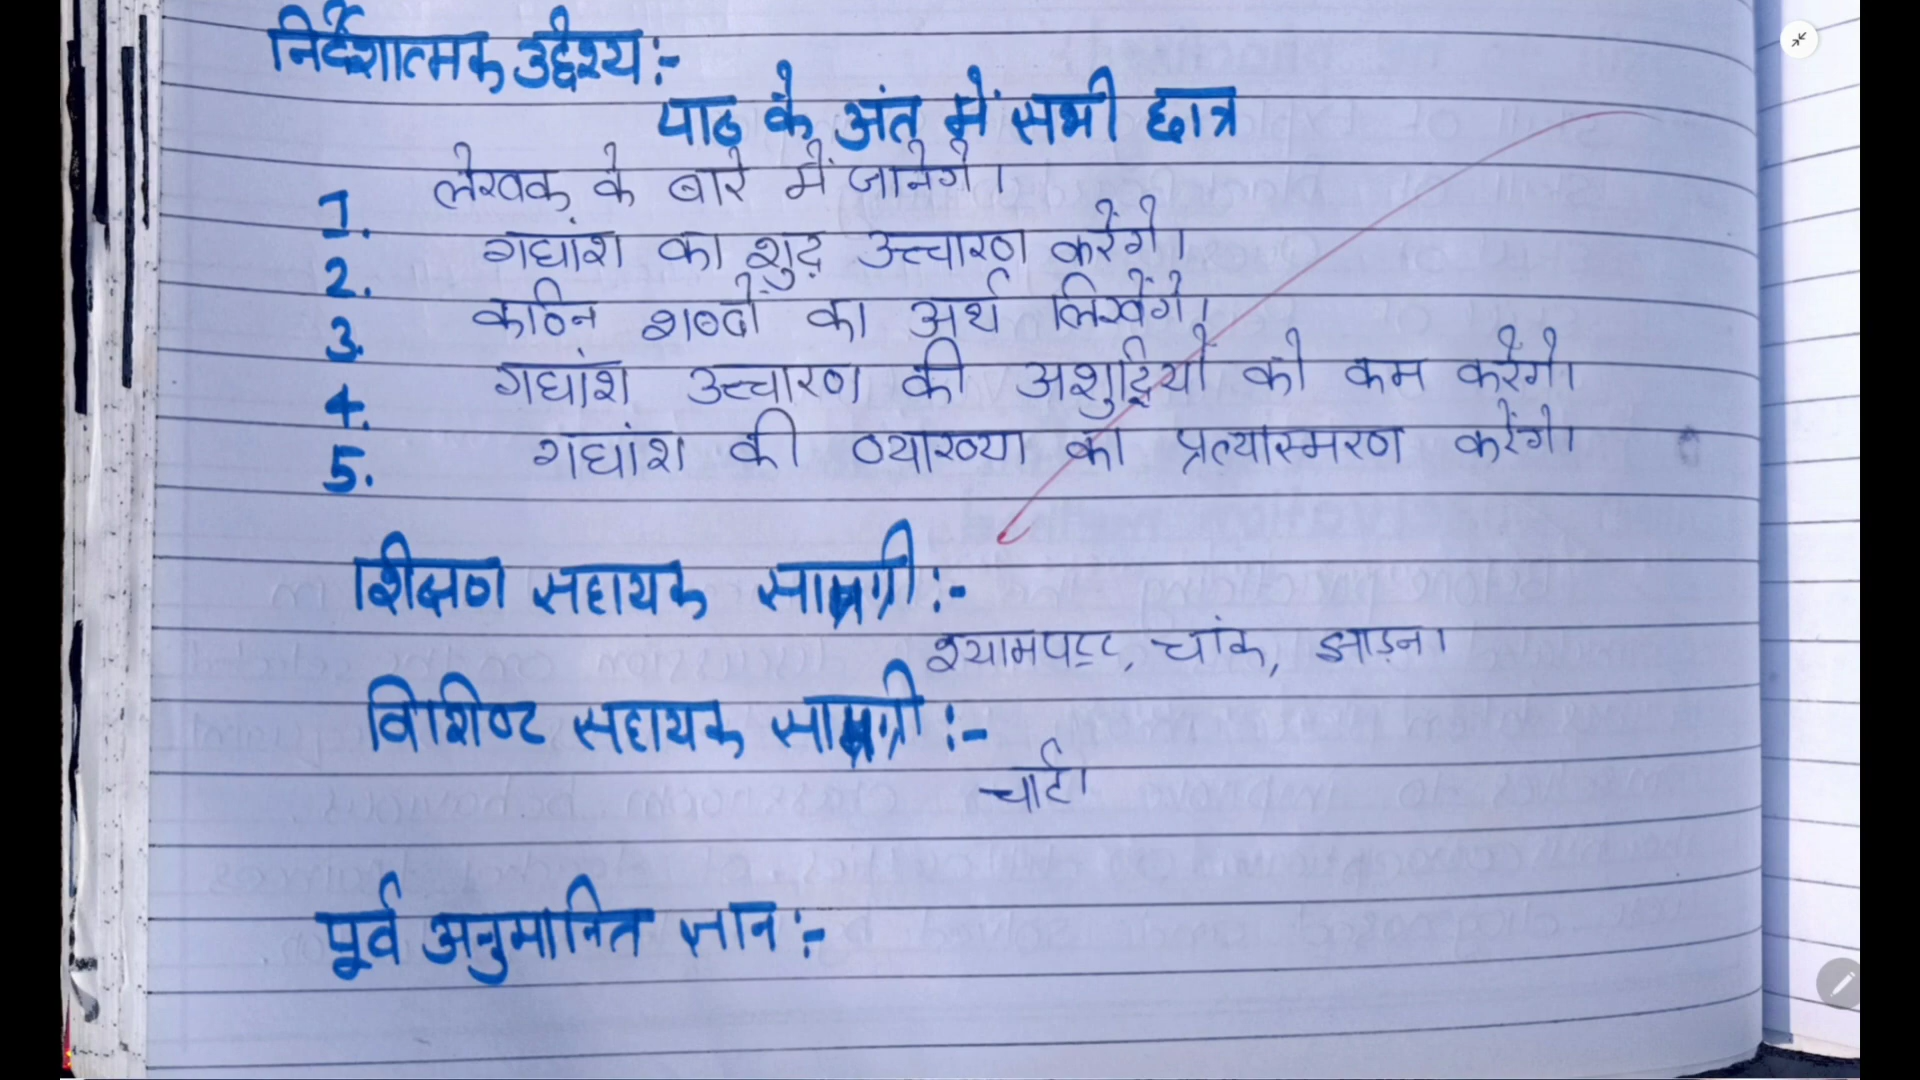 निर्देशात्मक उद्देश्य:-
पाठ के अंत में सभी छात्र
1. लेखक के बारे में जानेगे।
2. गद्यांश का शुद्ध उच्चारण करेंगे।
3. कठिन शब्दों का अर्थ लिखेंगे।
4. गद्यांश उच्चारण की अशुद्धियों को कम करेंगे।
5. गद्यांश की व्याख्या का प्रत्यास्मरण करेंगे।
शिक्षण सहायक सामग्री:-
श्यामपट्ट, चांक, झाड़न।
विशिष्ट सहायक सामग्री:-
चार्ट।
पूर्व अनुमानित ज्ञान:-